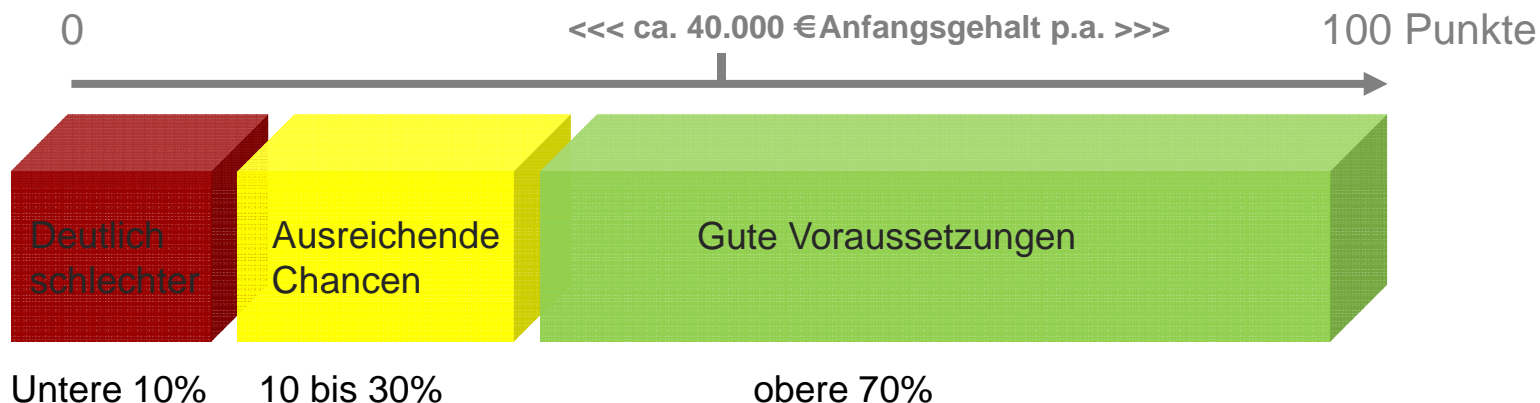 0 <<< ca. 40.000 €Anfangsgehalt p.a. >>> 100 Punkte
Deutlich
schlechter
Ausreichende
Chancen
Gute Voraussetzungen
Untere 10% 10 bis 30% obere 70%